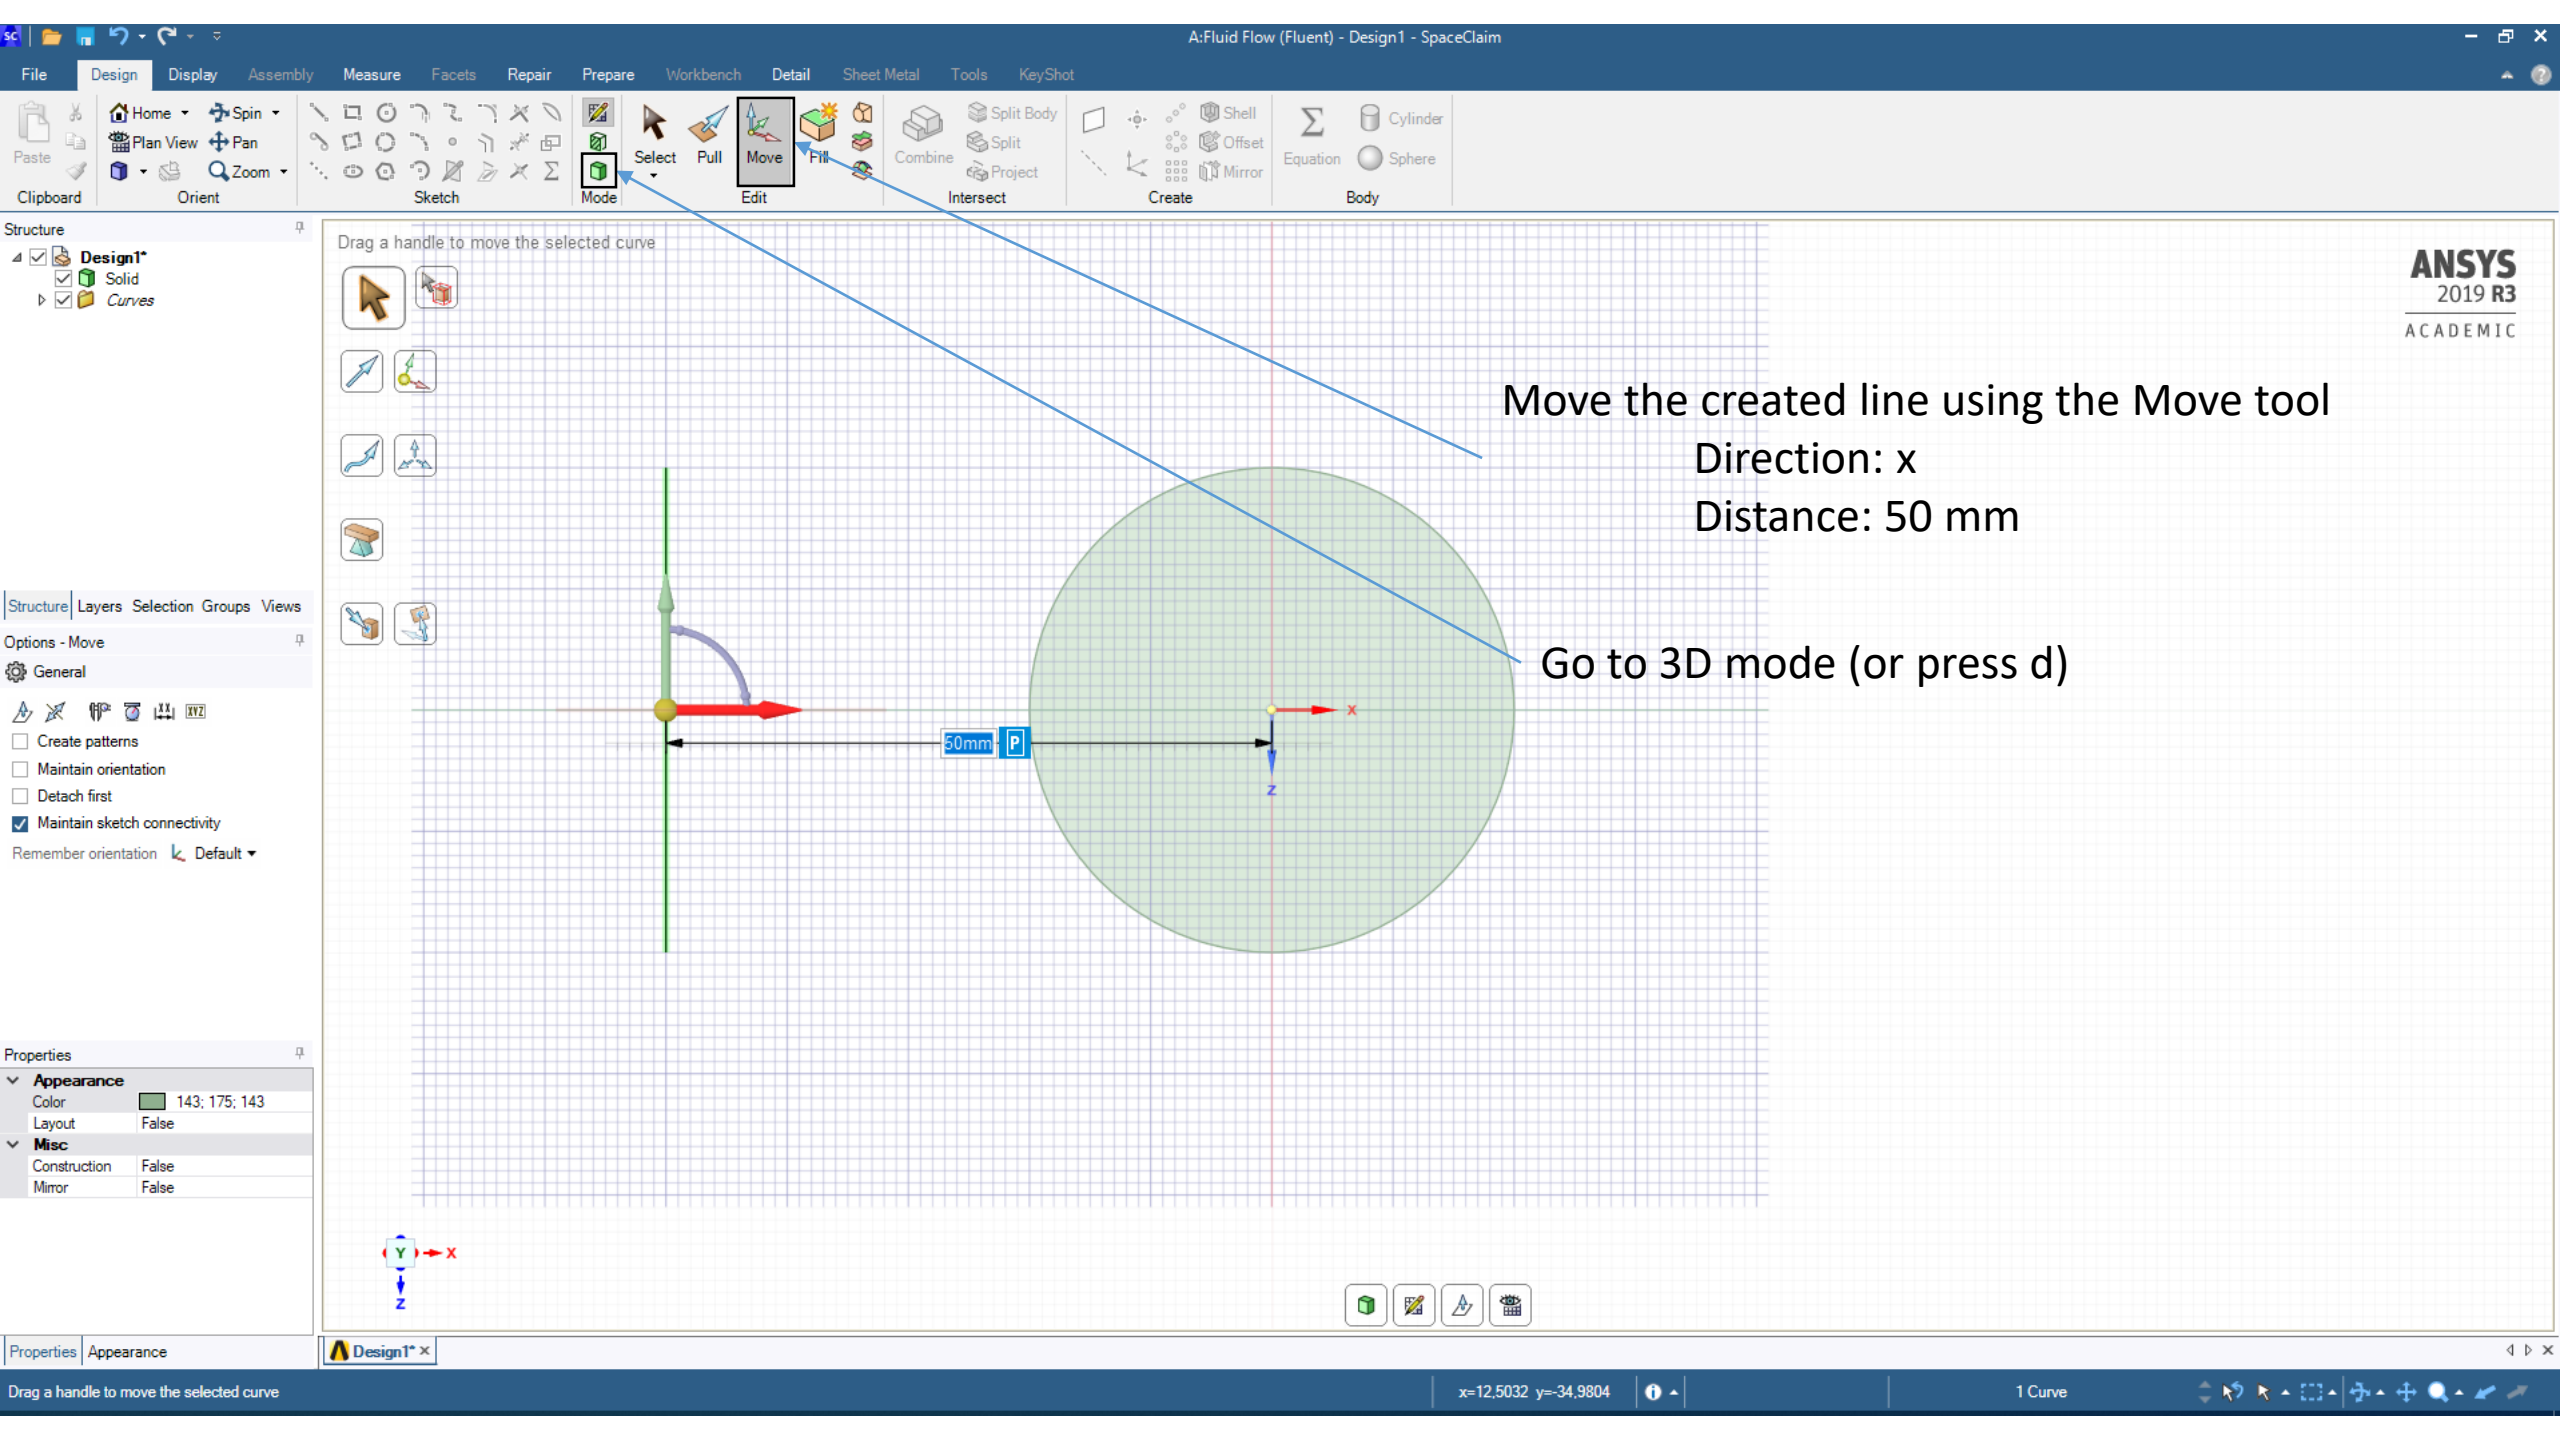 A:Fluid Flow (Fluent) - Design1 - SpaceClaim
File Design Display Assembly Measure Facets Repair Prepare Workbench Detail Sheet Metal Tools KeyShot
Home Spin Split Body Shell
Cylinder
Plan View Pan Split Offset
Paste Select Pull Move Fill Combine Equation Sphere
Zoom Project Mirror
Clipboard Orient Sketch Mode Edit Intersect Create Body
Structure
Design1*
Solid
Curves
Structure Layers Selection Groups Views
Options - Move
General
Create patterns
Maintain orientation
Detach first
Maintain sketch connectivity
Remember orientation Default
Properties
Appearance
Color 143; 175; 143
Layout False
Misc
Construction False
Mirror False
Properties Appearance
Drag a handle to move the selected curve
ANSYS
2019 R3
ACADEMIC
Move the created line using the Move tool
Direction: x
Distance: 50 mm
Go to 3D mode (or press d)
X
50mm P
Z
Y X
Z
Design1*
Drag a handle to move the selected curve
x=12,5032 y=-34,9804
1 Curve